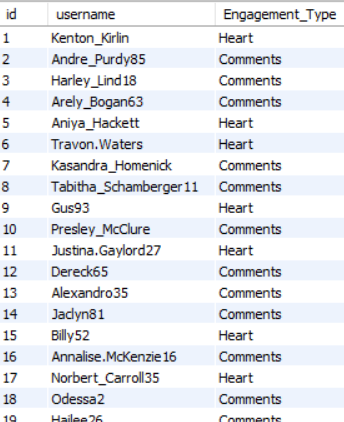 id username Engagement_Type
1 Kenton_Kirlin Heart
2 Andre_Purdy85 Comments
3 Harley_Lind18 Comments
4 Arely_Bogan63 Comments
5 Aniya_Hackett Heart
6 Travon.Waters Heart
7 Kasandra_Homenick Comments
8 Tabitha_Schamberger11 Comments
9 Gus93 Heart
10 Presley_McClure Comments
11 Justina.Gaylord27 Heart
12 Dereck65 Comments
13 Alexandro35 Comments
14 Jaclyn81 Comments
15 Billy52 Heart
16 Annalise.McKenzie16 Comments
17 Norbert_Carroll35 Heart
18 Odessa2 Comments
19 Hailee26 Comments